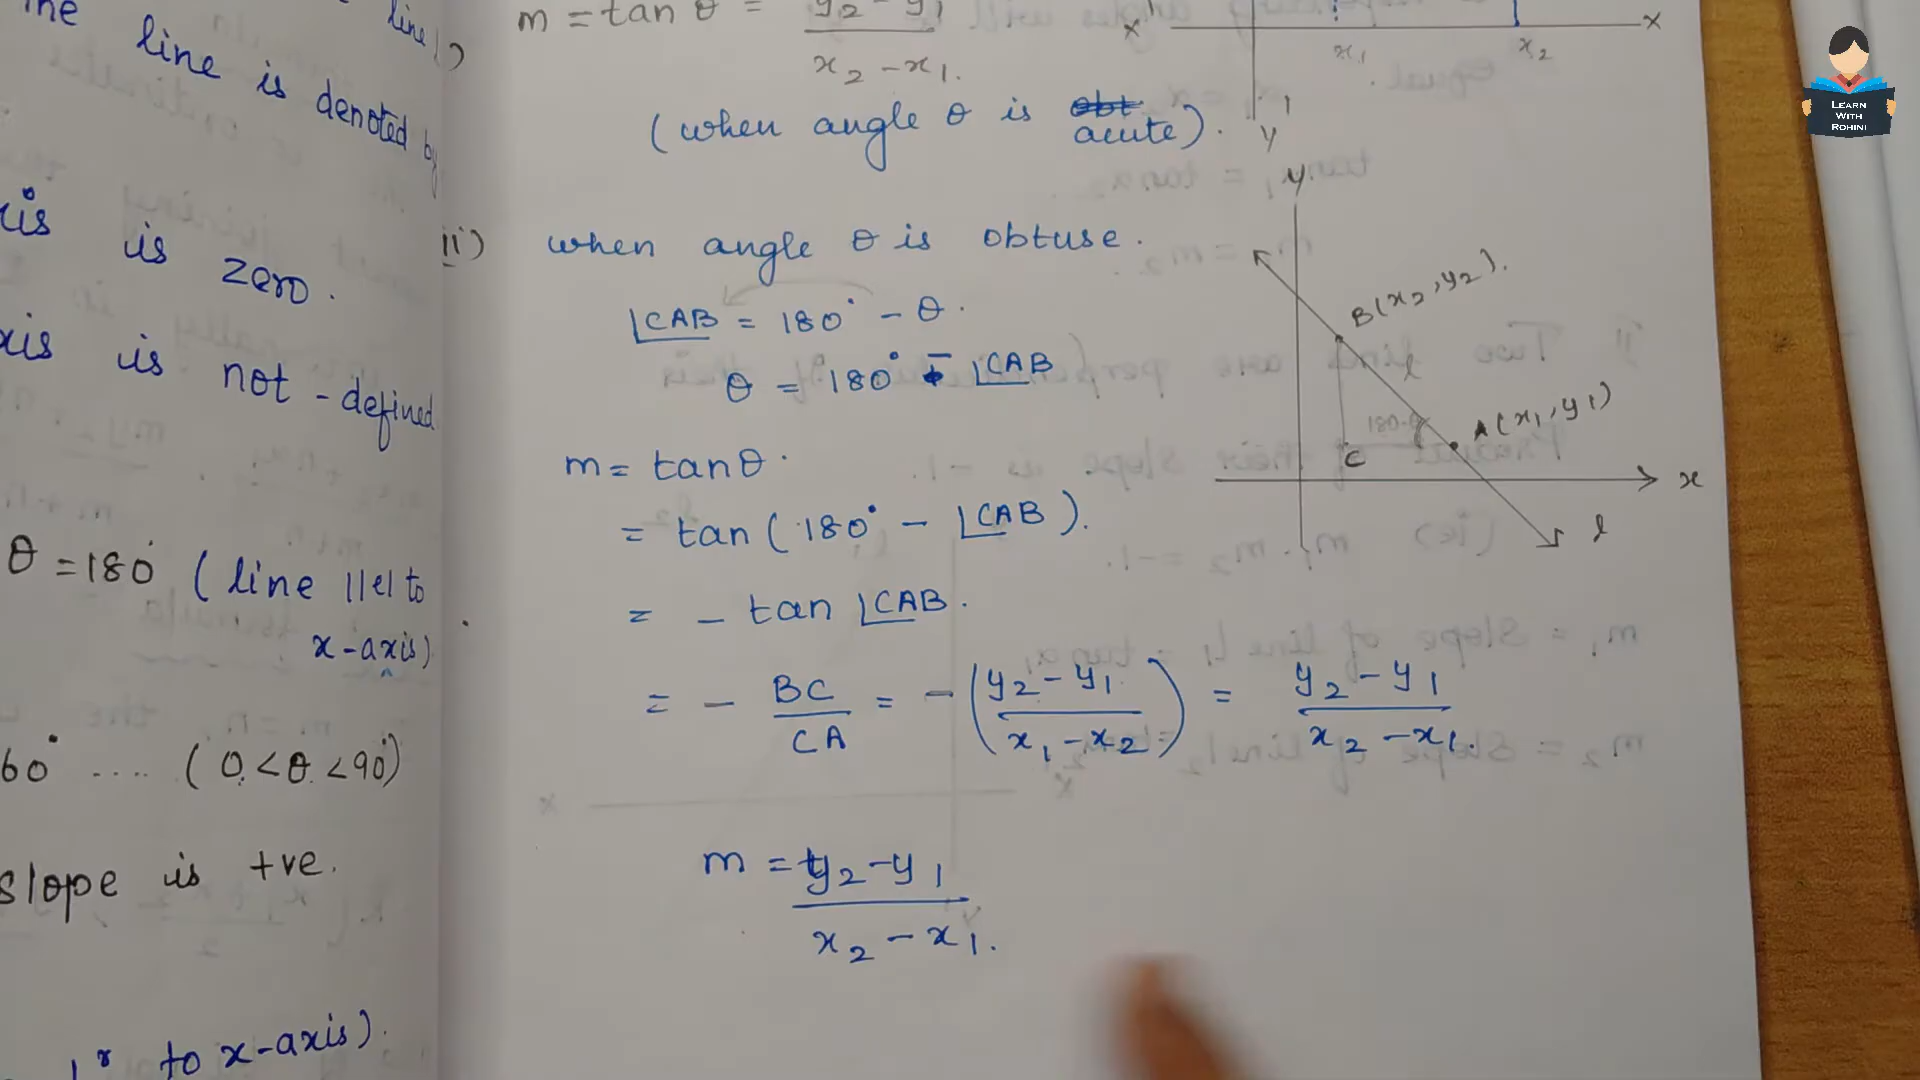 line is denoted by
is zero.
is not-defined
θ = 180° ( line ||el to
x-axis)
60° .... ( 0 < θ < 90°)
slope is +ve.
to x-axis).
m = tan θ = y2 - y1 / x2 - x1.
(when angle θ is acute).
ii) when angle θ is obtuse.
∠CAB = 180° - θ.
θ = 180° - ∠CAB
m = tanθ.
= tan ( 180° - ∠CAB ).
= - tan ∠CAB.
= - BC / CA = - ( y2 - y1 / x1 - x2 ) = y2 - y1 / x2 - x1.
m = y2 - y1 / x2 - x1.
x' x1 x2 x
y'
y
B(x2, y2).
180-θ
A(x1, y1)
C
x
l
LEARN
WITH
ROHINI